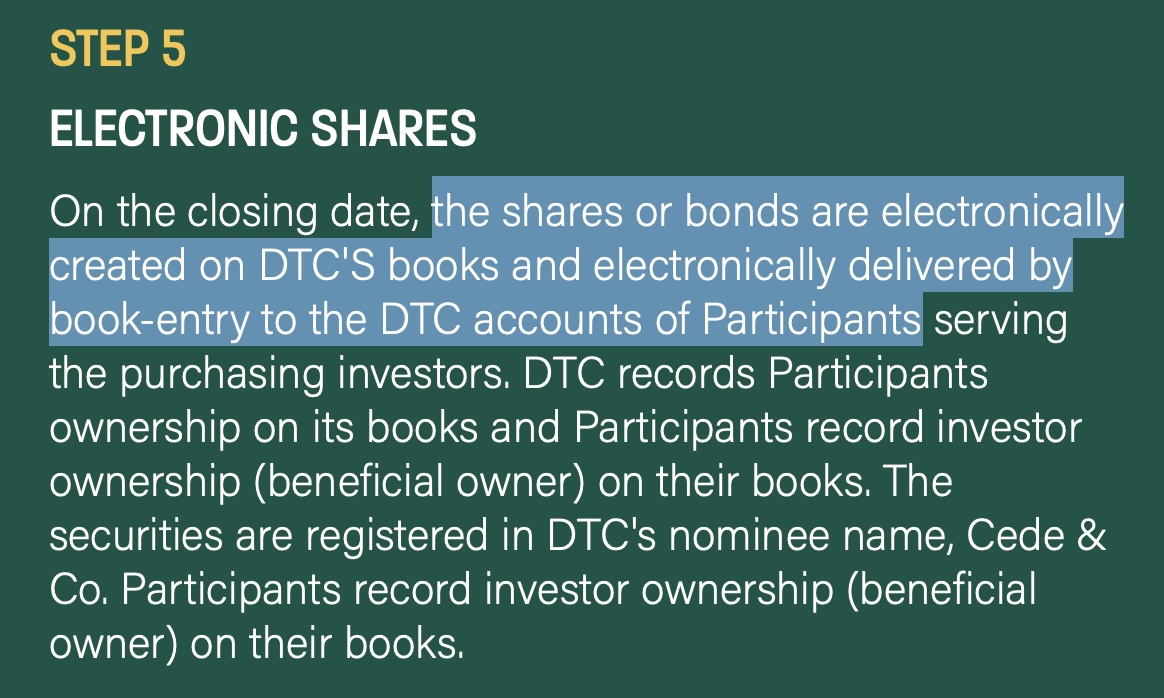 STEP 5
ELECTRONIC SHARES
On the closing date, the shares or bonds are electronically
created on DTC'S books and electronically delivered by
book-entry to the DTC accounts of Participants serving
the purchasing investors. DTC records Participants
ownership on its books and Participants record investor
ownership (beneficial owner) on their books. The
securities are registered in DTC's nominee name, Cede &
Co. Participants record investor ownership (beneficial
owner) on their books.